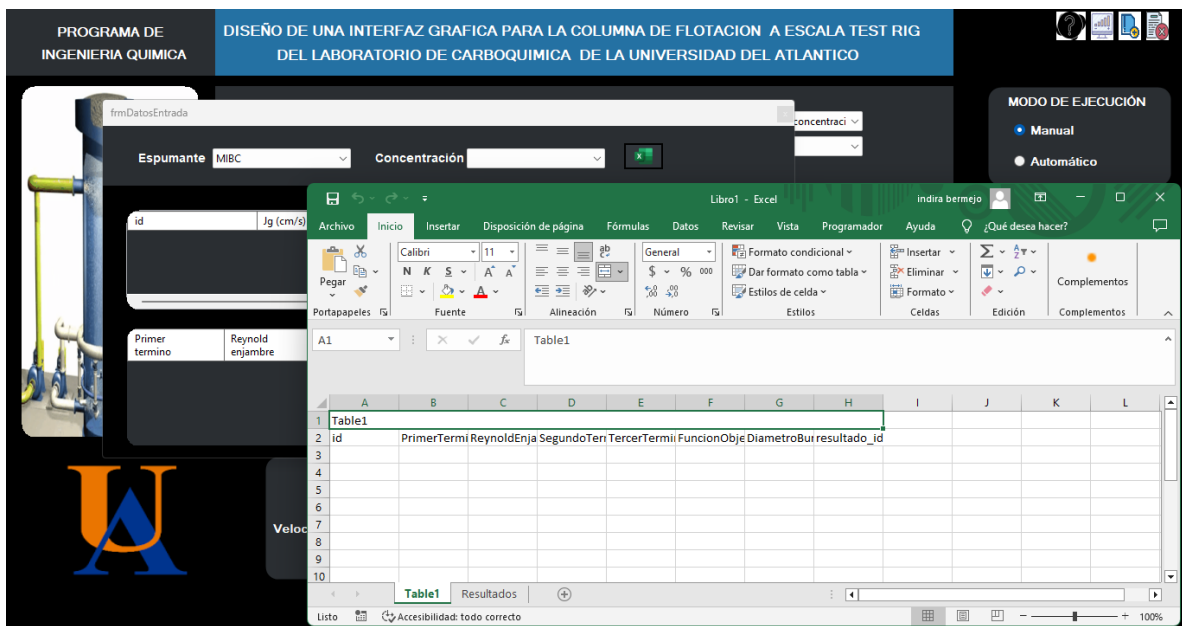 PROGRAMA DE
INGENIERIA QUIMICA
DISEÑO DE UNA INTERFAZ GRAFICA PARA LA COLUMNA DE FLOTACION A ESCALA TEST RIG
DEL LABORATORIO DE CARBOQUIMICA DE LA UNIVERSIDAD DEL ATLANTICO
MODO DE EJECUCIÓN
Manual
Automático
frmDatosEntrada
concentraci
Espumante MIBC Concentración
id Jg (cm/s)
Primer termino Reynold enjambre
Veloc
Libro1 - Excel indira bermejo
Archivo Inicio Insertar Disposición de página Fórmulas Datos Revisar Vista Programador Ayuda ¿Qué desea hacer?
Pegar
Calibri 11
N K S
General
$ % 000
Formato condicional
Dar formato como tabla
Estilos de celda
Insertar
Eliminar
Formato
Complementos
Portapapeles Fuente Alineación Número Estilos Celdas Edición Complementos
A1 fx Table1
A B C D E F G H I J K L
1 Table1
2 id PrimerTermi ReynoldEnja SegundoTerr TercerTermi FuncionObje DiametroBur resultado_id
3
4
5
6
7
8
9
10
Table1 Resultados
Listo Accesibilidad: todo correcto 100%